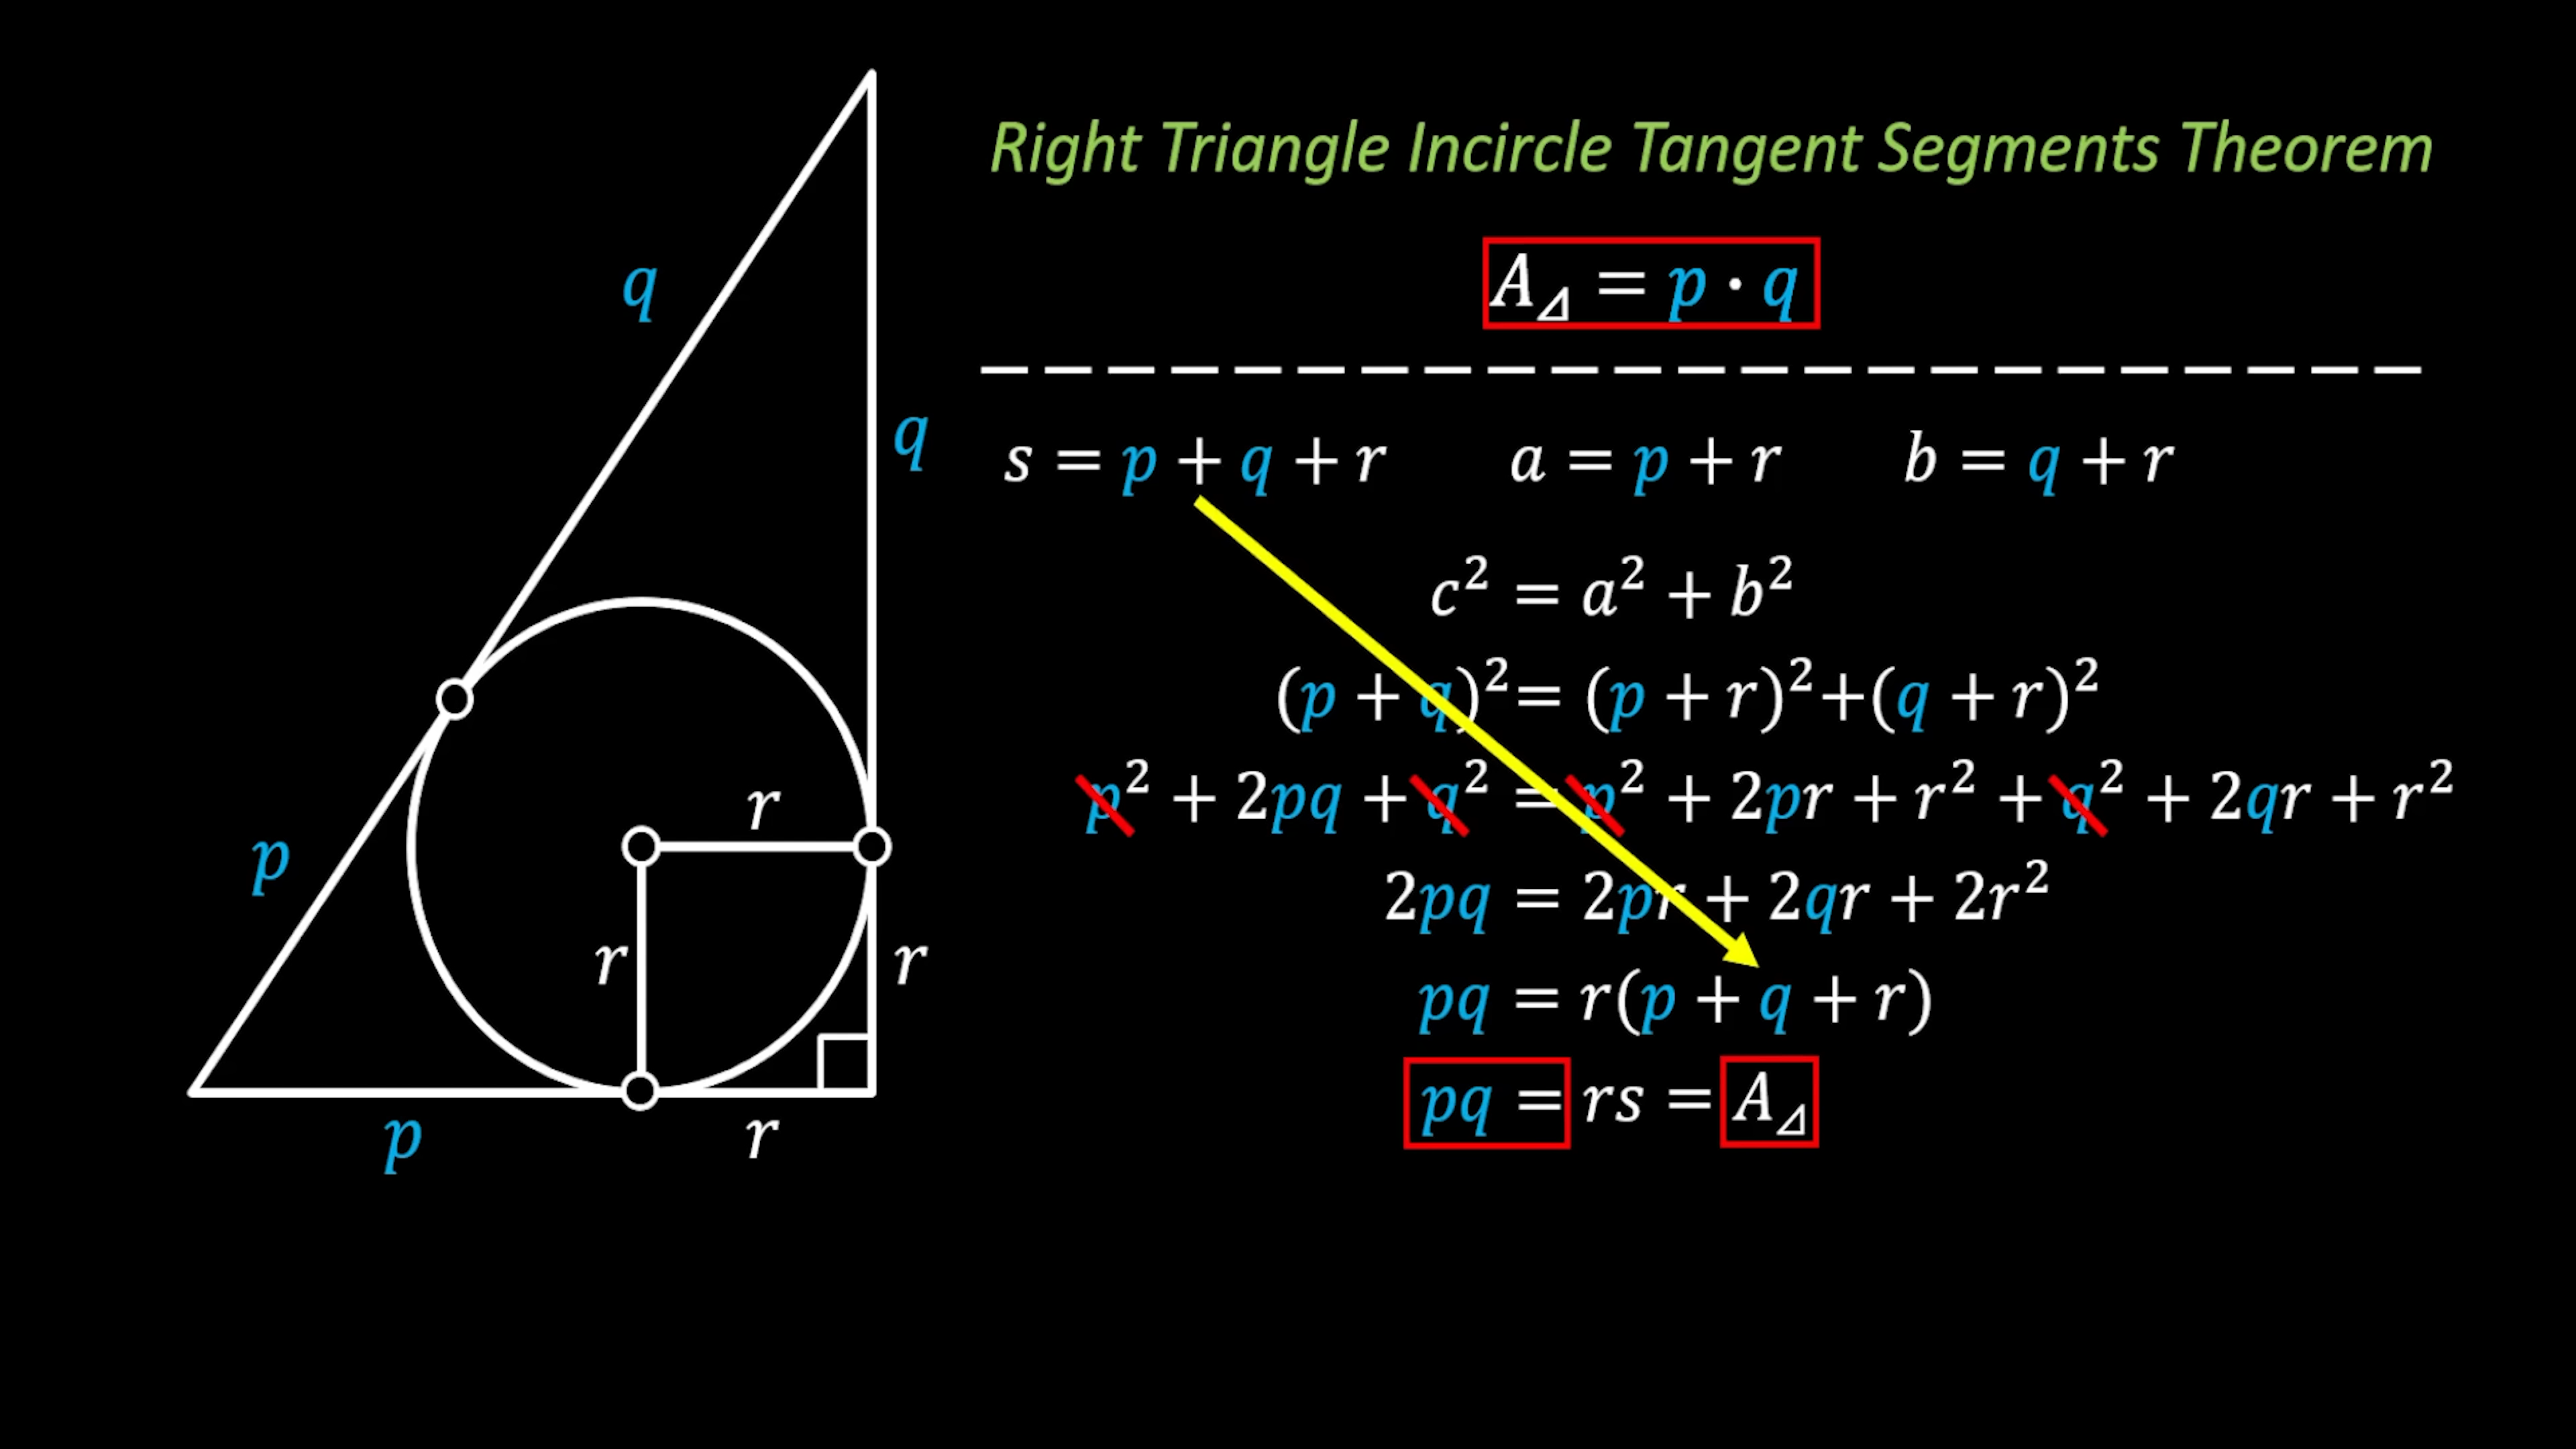 Right Triangle Incircle Tangent Segments Theorem
A⊿ = p · q
s = p + q + r a = p + r b = q + r
c² = a² + b²
(p + q)² = (p + r)² + (q + r)²
p² + 2pq + q² = p² + 2pr + r² + q² + 2qr + r²
2pq = 2pr + 2qr + 2r²
pq = r(p + q + r)
pq = rs = A⊿
q
q
r
p
r
r
p
r